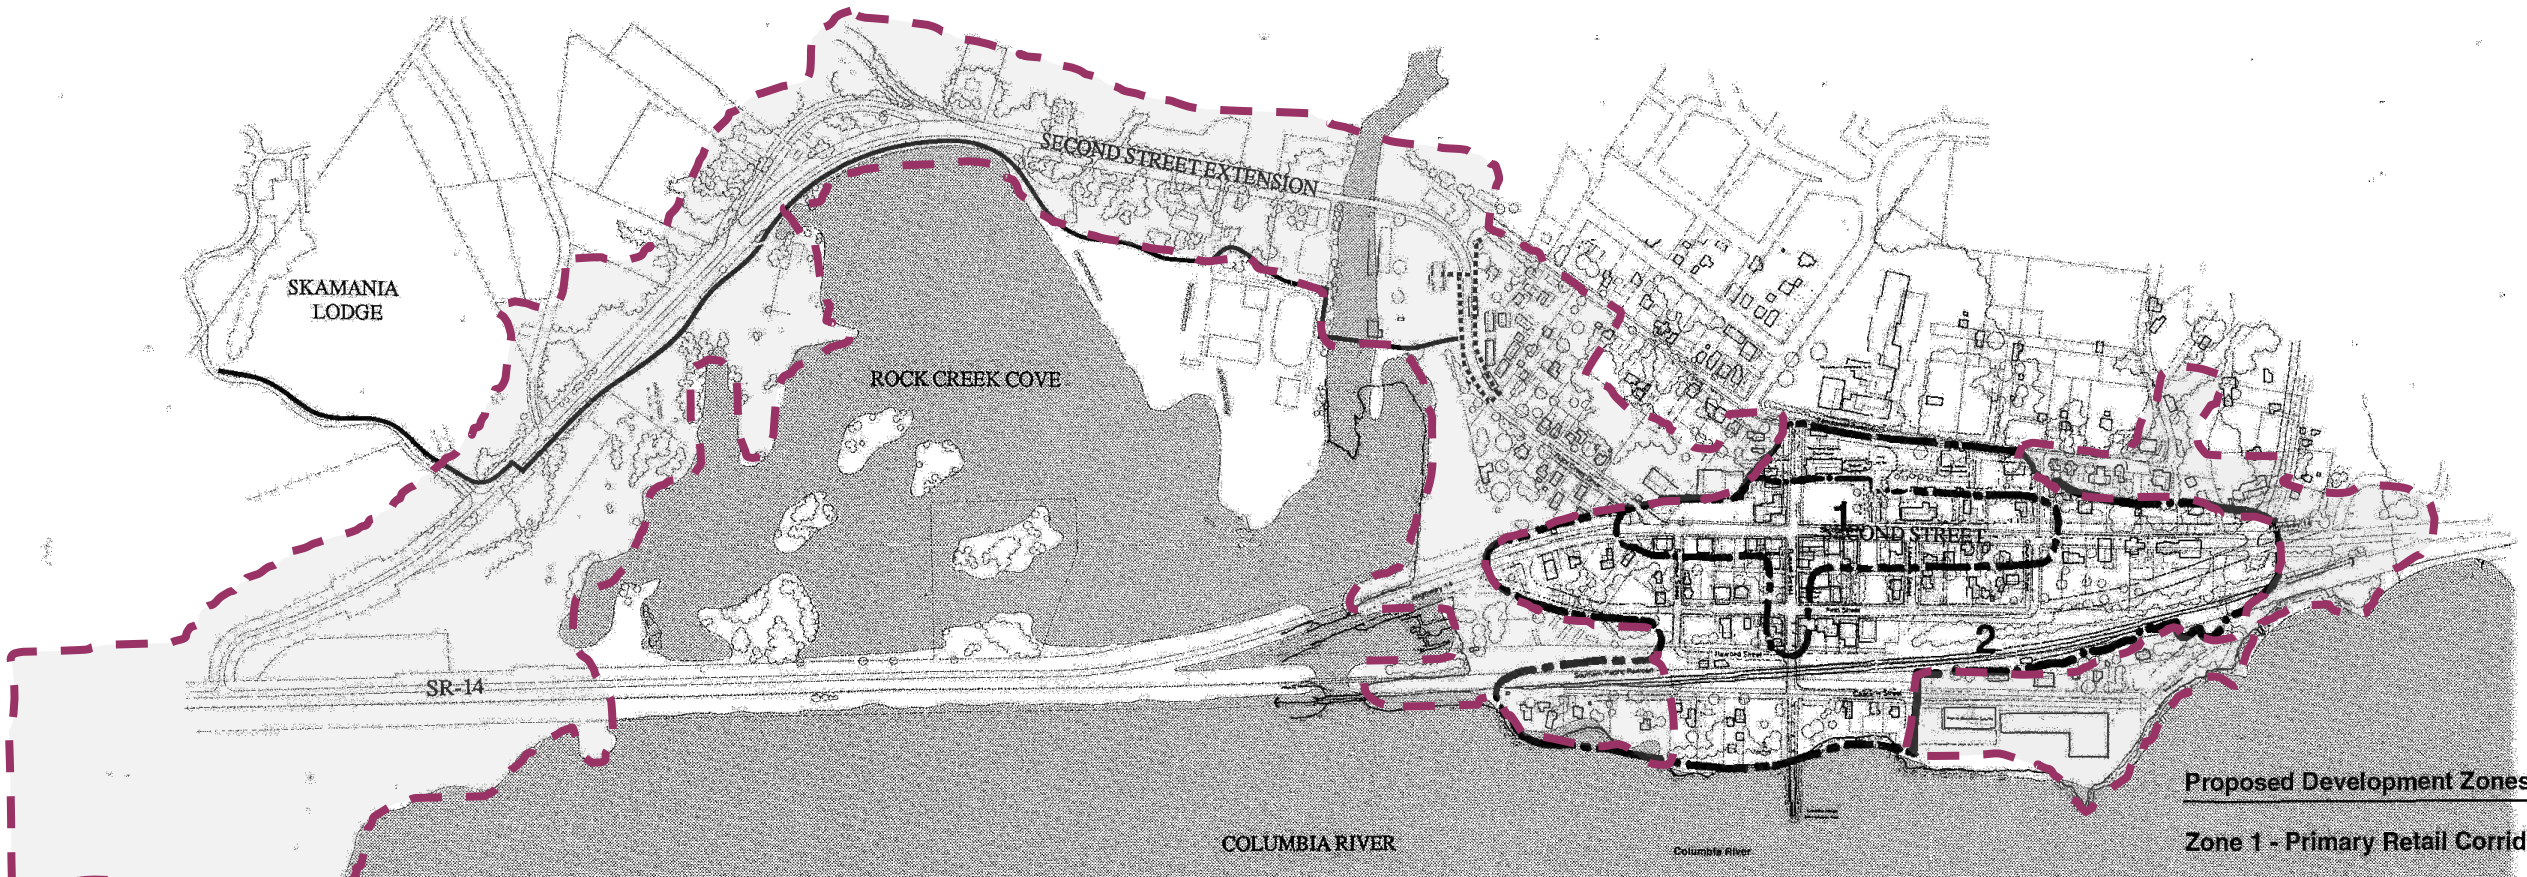 SECOND STREET EXTENSION
SKAMANIA
LODGE
ROCK CREEK COVE
1
SECOND STREET
2
SR-14
Proposed Development Zones
COLUMBIA RIVER
Columbia River
Zone 1 - Primary Retail Corrid